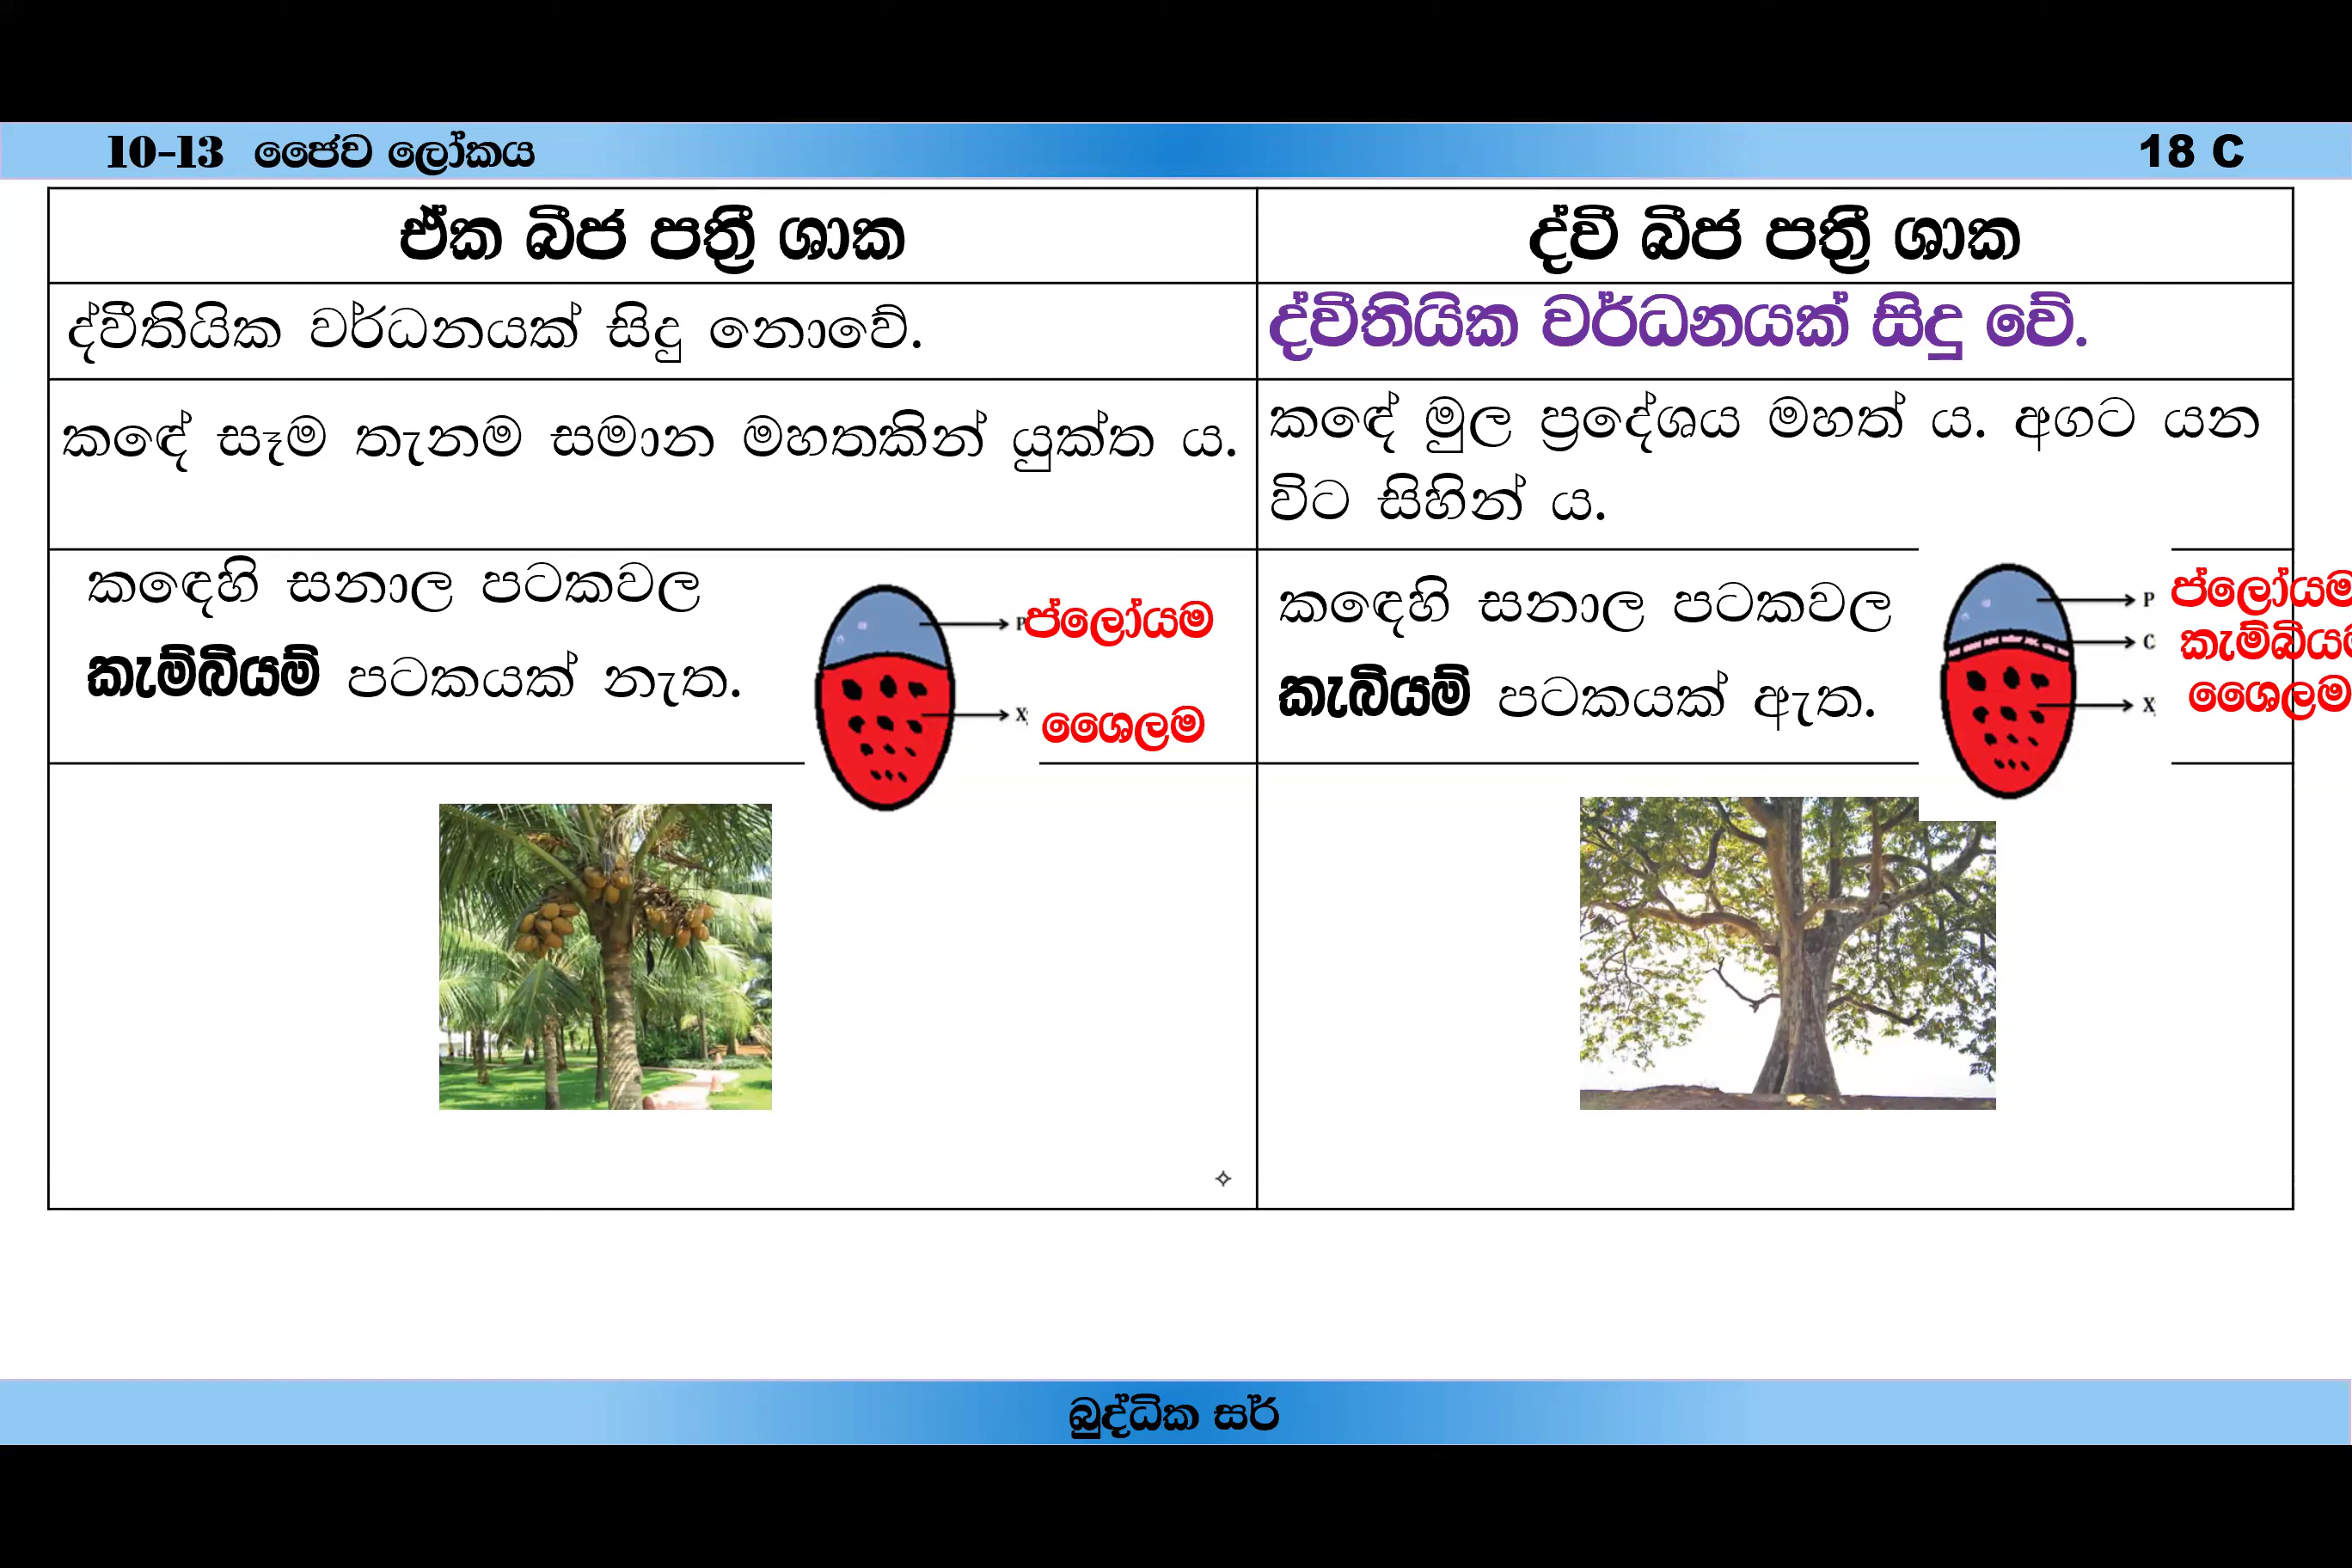 10-13 ජෛව ලෝකය
18 C
ඒක බීජ පත්‍රී ශාක
ද්වී බීජ පත්‍රී ශාක
ද්වීතියික වර්ධනයක් සිදු නොවේ.
ද්වීතියික වර්ධනයක් සිදු වේ.
කඳේ සෑම තැනම සමාන මහතකින් යුක්ත ය.
කඳේ මුල ප්‍රදේශය මහත් ය. අගට යන
විට සිහින් ය.
කඳෙහි සනාල පටකවල
කැම්බියම් පටකයක් නැත.
P
ප්ලෝයම
X
ශෛලම
කඳෙහි සනාල පටකවල
කැබියම් පටකයක් ඇත.
P ප්ලෝයම
C
X ශෛලම
බුද්ධික සර්